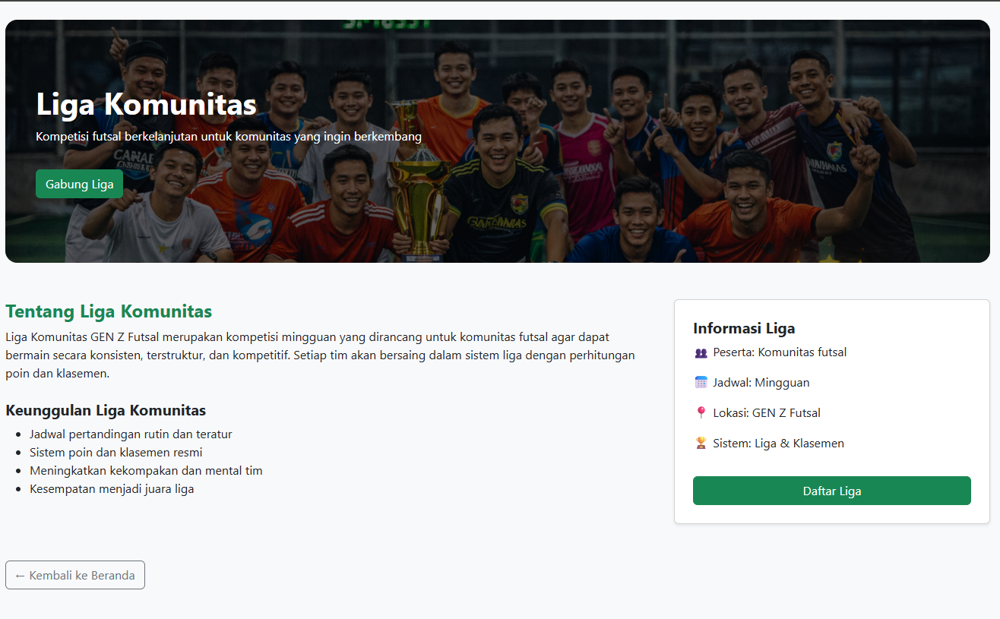 Liga Komunitas
Kompetisi futsal berkelanjutan untuk komunitas yang ingin berkembang
Gabung Liga
Tentang Liga Komunitas
Liga Komunitas GEN Z Futsal merupakan kompetisi mingguan yang dirancang untuk komunitas futsal agar dapat
bermain secara konsisten, terstruktur, dan kompetitif. Setiap tim akan bersaing dalam sistem liga dengan perhitungan
poin dan klasemen.
Keunggulan Liga Komunitas
• Jadwal pertandingan rutin dan teratur
• Sistem poin dan klasemen resmi
• Meningkatkan kekompakan dan mental tim
• Kesempatan menjadi juara liga
Informasi Liga
👥 Peserta: Komunitas futsal
📅 Jadwal: Mingguan
📍 Lokasi: GEN Z Futsal
🏆 Sistem: Liga & Klasemen
Daftar Liga
← Kembali ke Beranda